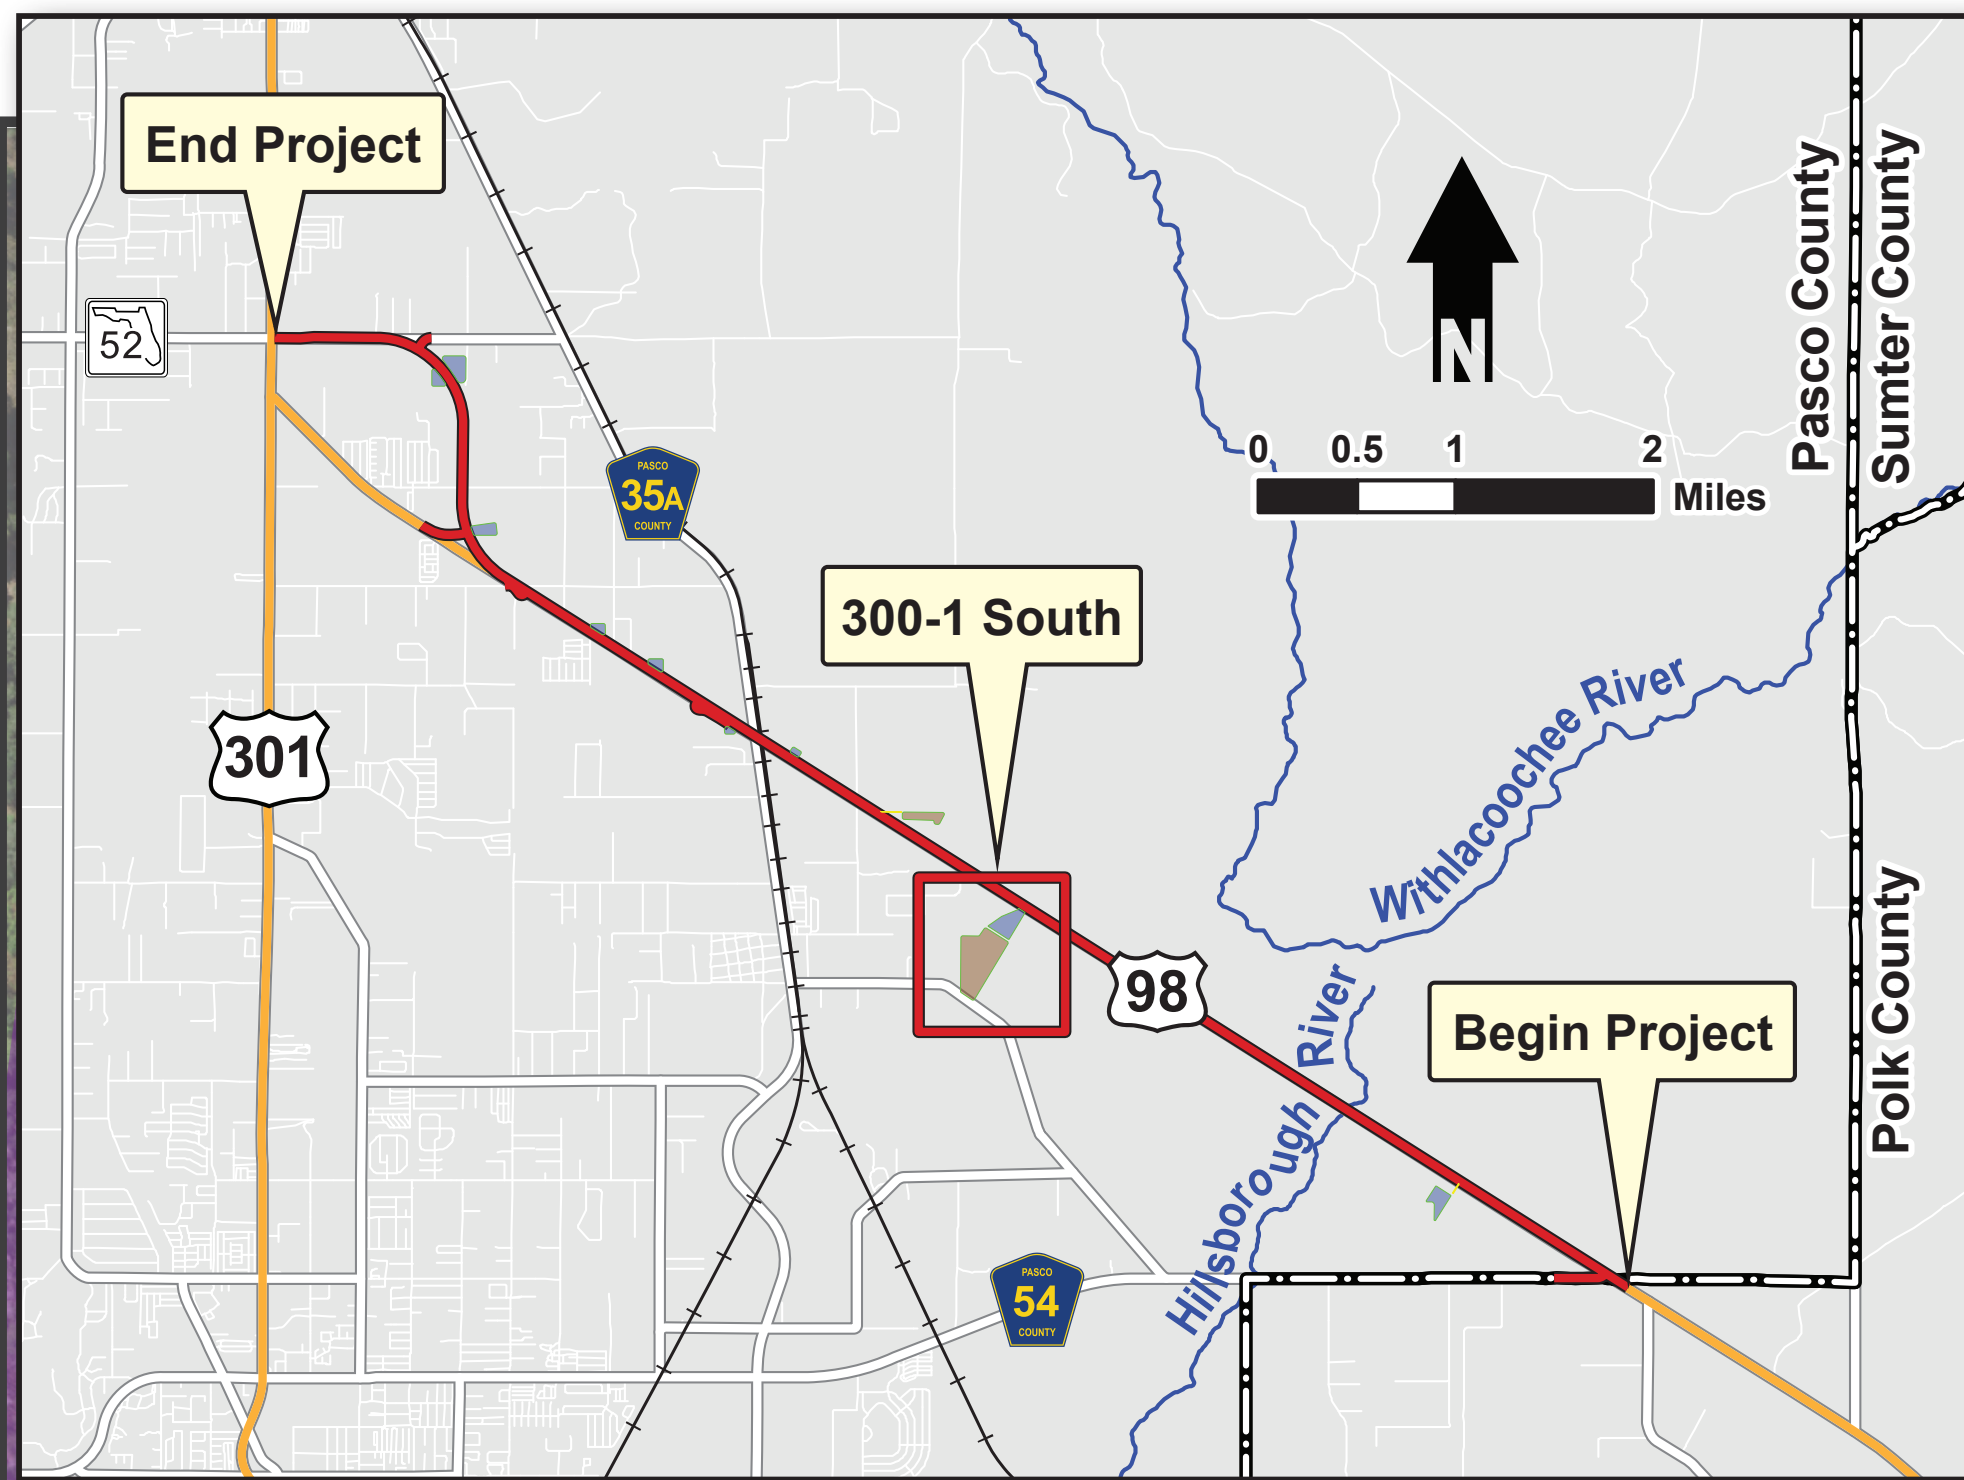 End Project
52
PASCO
35A
COUNTY
301
300-1 South
N
0 0.5 1 2
Miles
Pasco County
Sumter County
Withlacoochee River
98
Hillsborough River
Begin Project
Polk County
PASCO
54
COUNTY